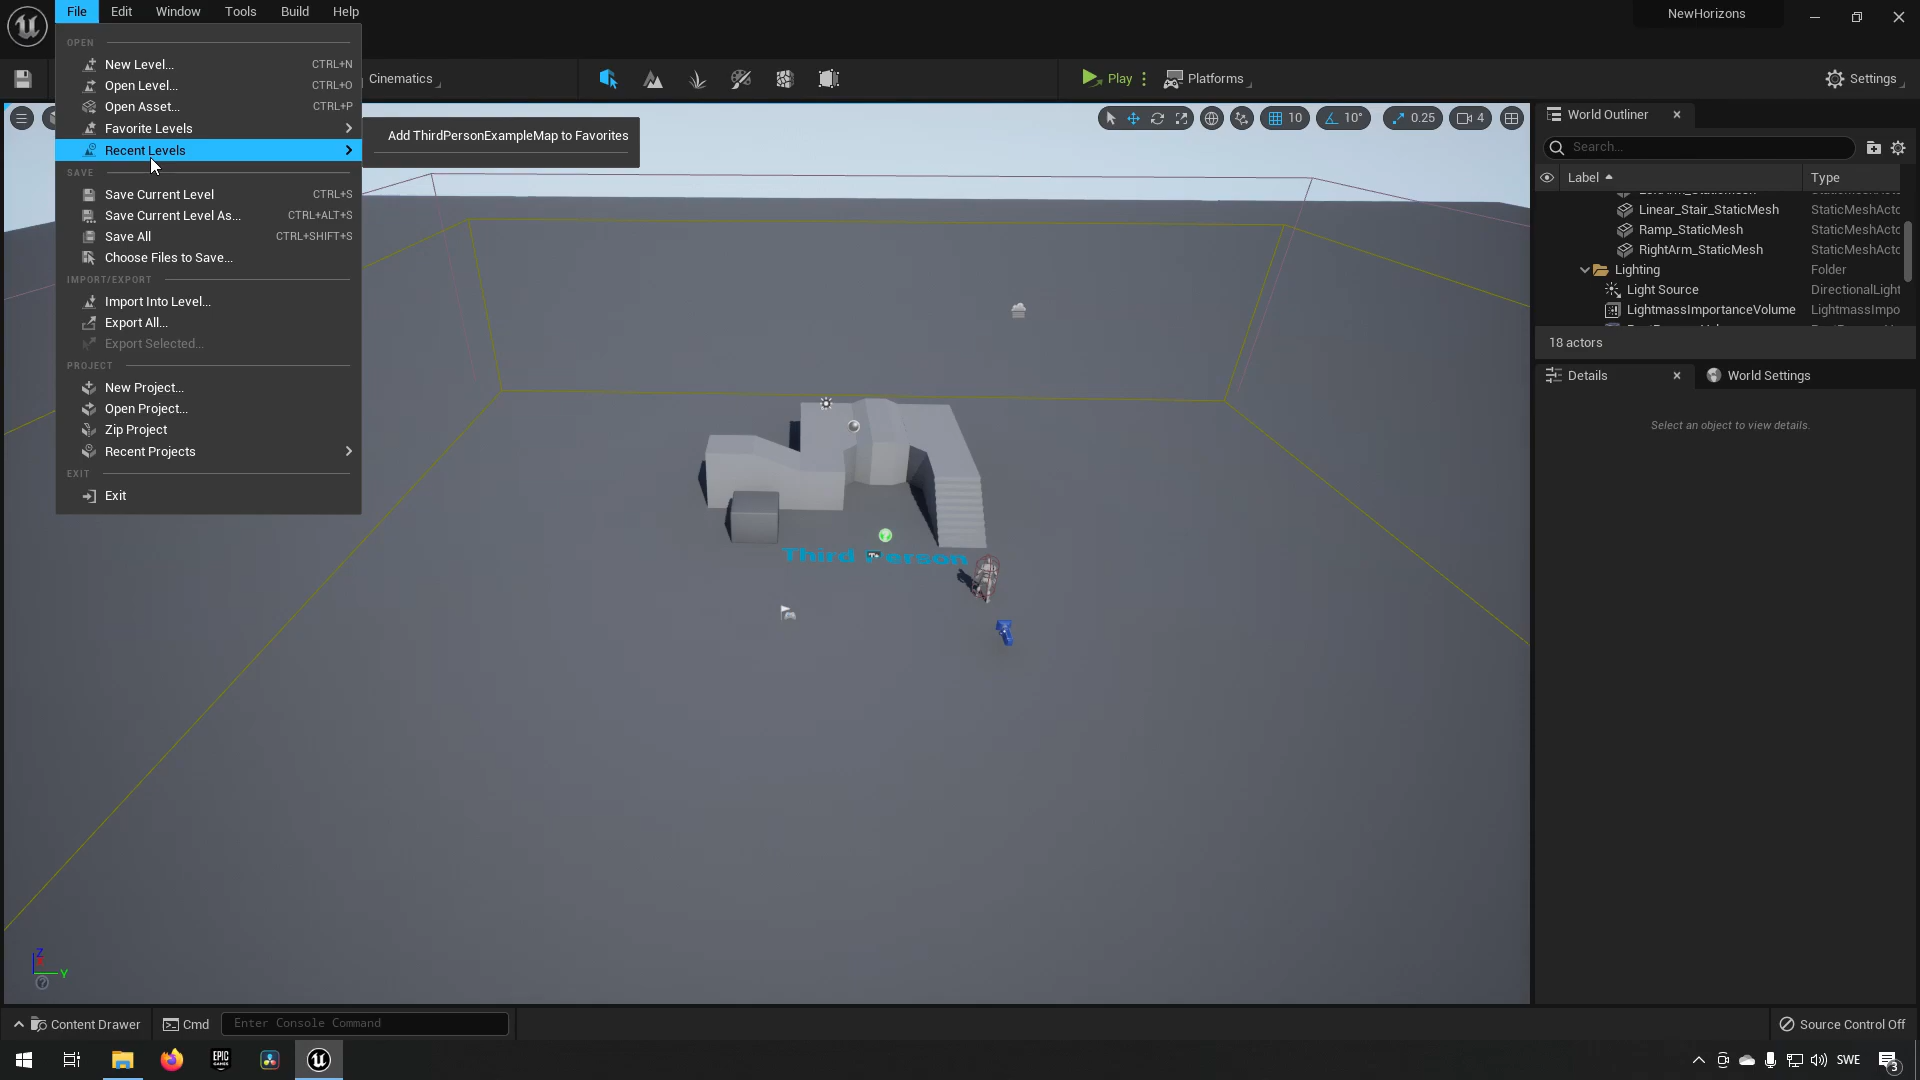 File Edit Window Tools Build Help
NewHorizons
OPEN
New Level... CTRL+N
Open Level... CTRL+O
Open Asset... CTRL+P
Favorite Levels
Recent Levels
SAVE
Save Current Level CTRL+S
Save Current Level As... CTRL+ALT+S
Save All CTRL+SHIFT+S
Choose Files to Save...
IMPORT/EXPORT
Import Into Level...
Export All...
Export Selected...
PROJECT
New Project...
Open Project...
Zip Project
Recent Projects
EXIT
Exit
Add ThirdPersonExampleMap to Favorites
Cinematics
Play
Platforms
Settings
10 10° 0.25 4
Third Person
World Outliner
Search...
Label Type
Linear_Stair_StaticMesh StaticMeshActo
Ramp_StaticMesh StaticMeshActo
RightArm_StaticMesh StaticMeshActo
Lighting Folder
Light Source DirectionalLight
LightmassImportanceVolume LightmassImpo
18 actors
Details World Settings
Select an object to view details.
Z
Y
Content Drawer Cmd Enter Console Command Source Control Off
EPIC GAMES
SWE
3